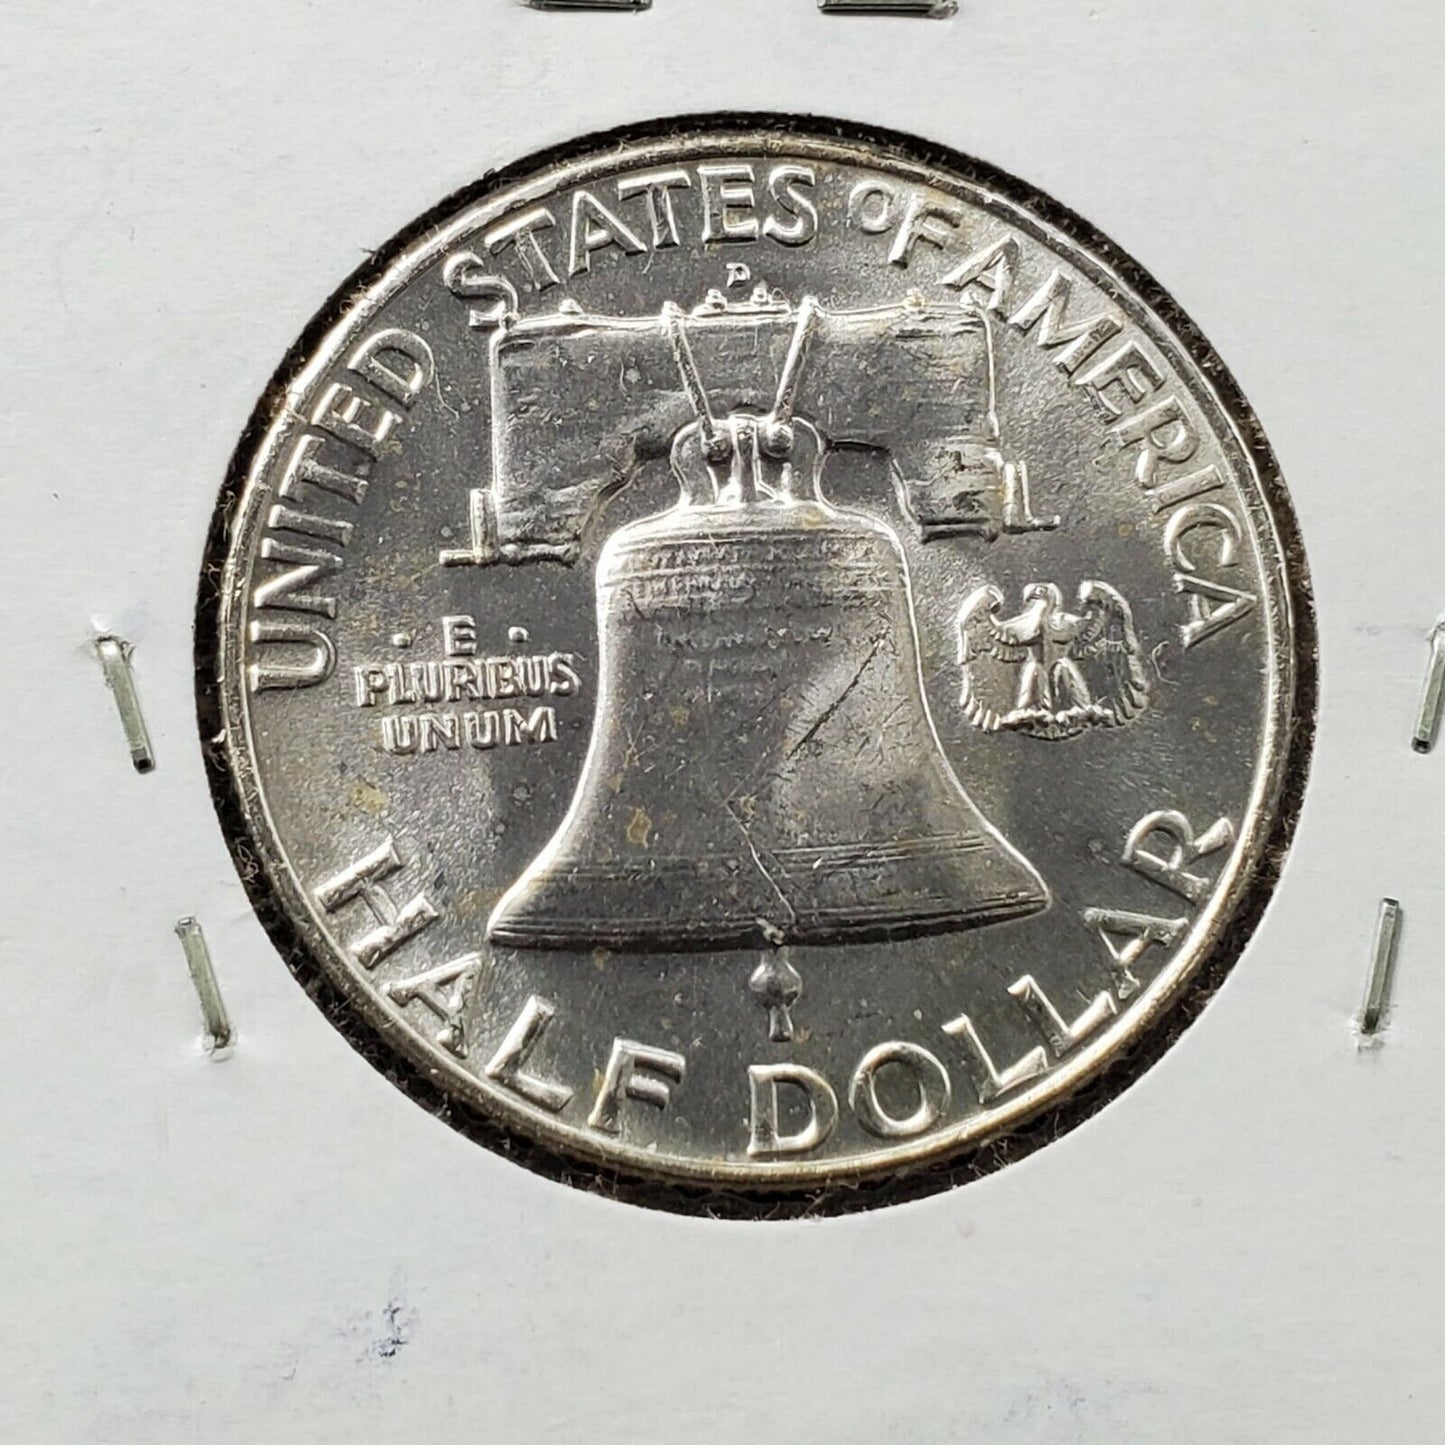 UNITED STATES OF AMERICA
D
· E ·
PLURIBUS
UNUM
HALF DOLLAR